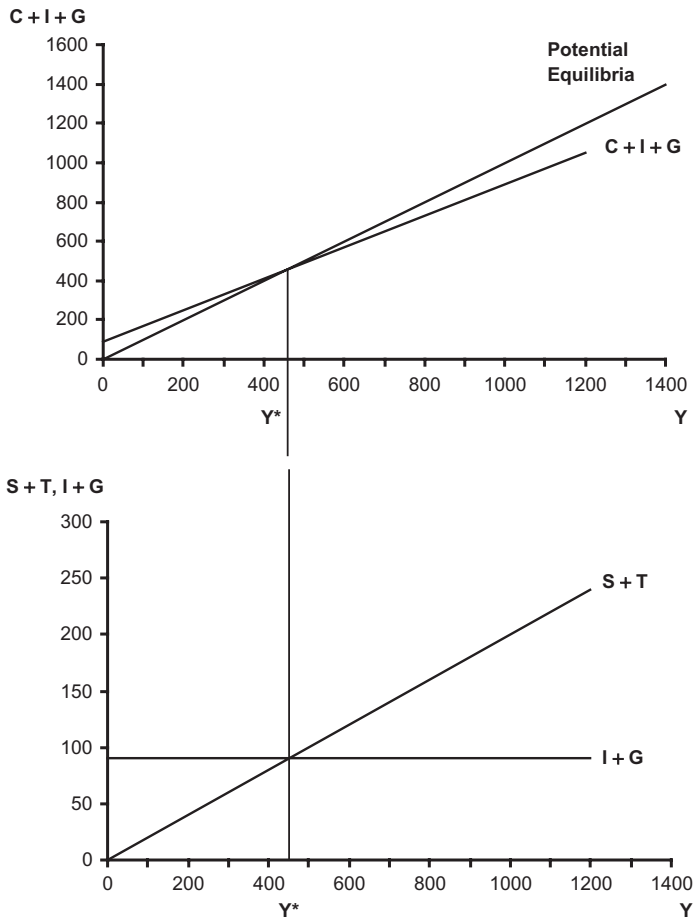 C + I + G
1600
Potential
Equilibria
1400
C + I + G
1200
1000
800
600
400
200
0
0 200 400 600 800 1000 1200 1400
Y* Y
S + T, I + G
300
S + T
250
200
150
100
I + G
50
0
0 200 400 600 800 1000 1200 1400
Y* Y